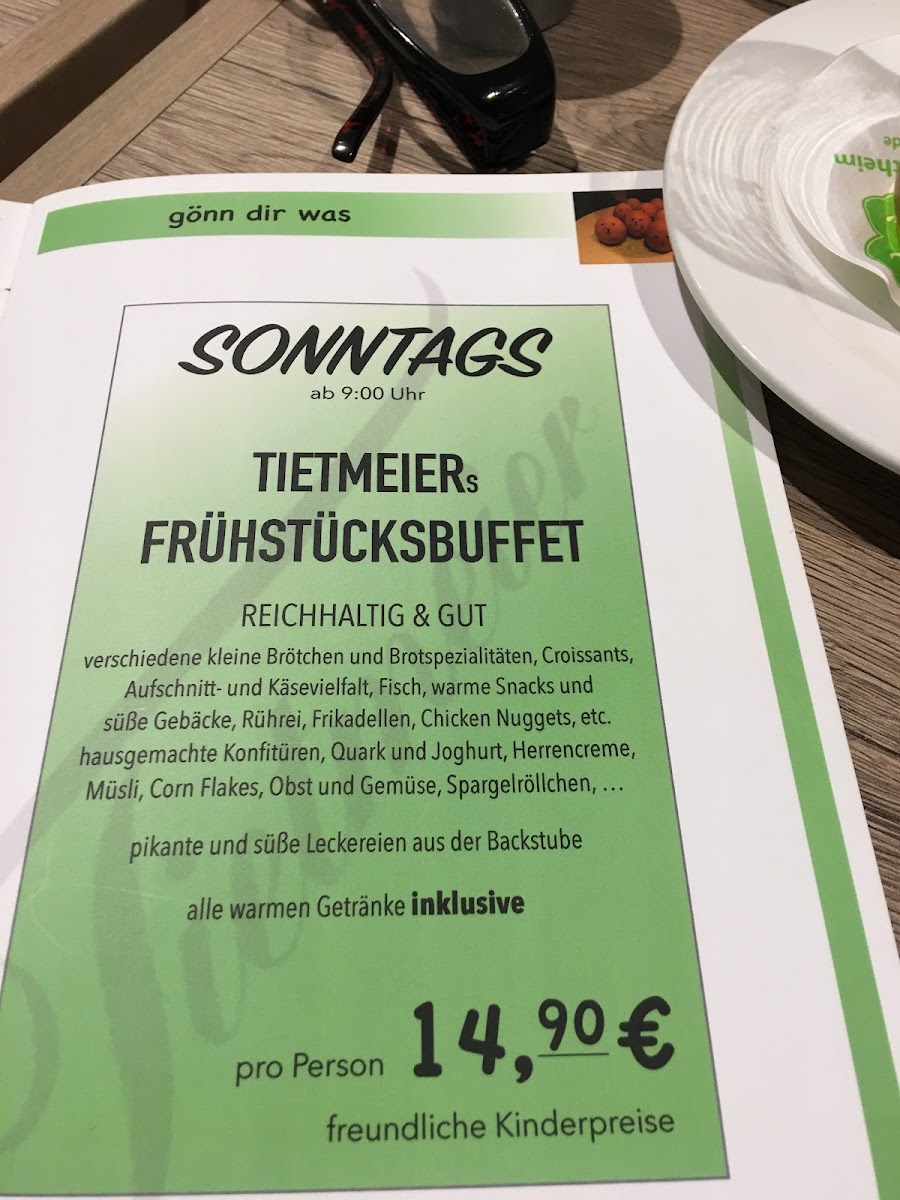 gönn dir was
SONNTAGS
ab 9:00 Uhr
TIETMEIERs
FRÜHSTÜCKSBUFFET
REICHHALTIG & GUT
verschiedene kleine Brötchen und Brotspezialitäten, Croissants,
Aufschnitt- und Käsevielfalt, Fisch, warme Snacks und
süße Gebäcke, Rührei, Frikadellen, Chicken Nuggets, etc.
hausgemachte Konfitüren, Quark und Joghurt, Herrencreme,
Müsli, Corn Flakes, Obst und Gemüse, Spargelröllchen, ...
pikante und süße Leckereien aus der Backstube
alle warmen Getränke inklusive
pro Person 14,90 €
freundliche Kinderpreise
Tietmeier